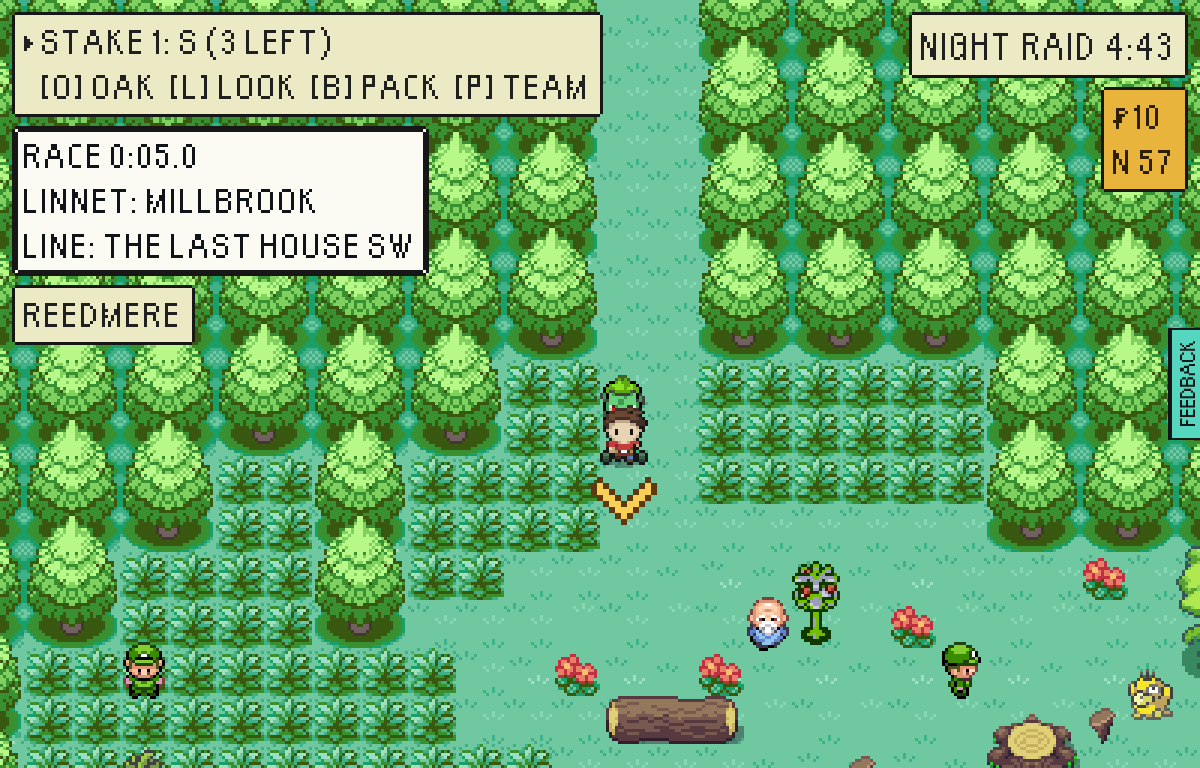 ▸STAKE 1: S (3 LEFT)
[O] OAK [L] LOOK [B] PACK [P] TEAM
NIGHT RAID 4:43
₽10
N 57
RACE 0:05.0
LINNET: MILLBROOK
LINE: THE LAST HOUSE SW
REEDMERE
FEEDBACK